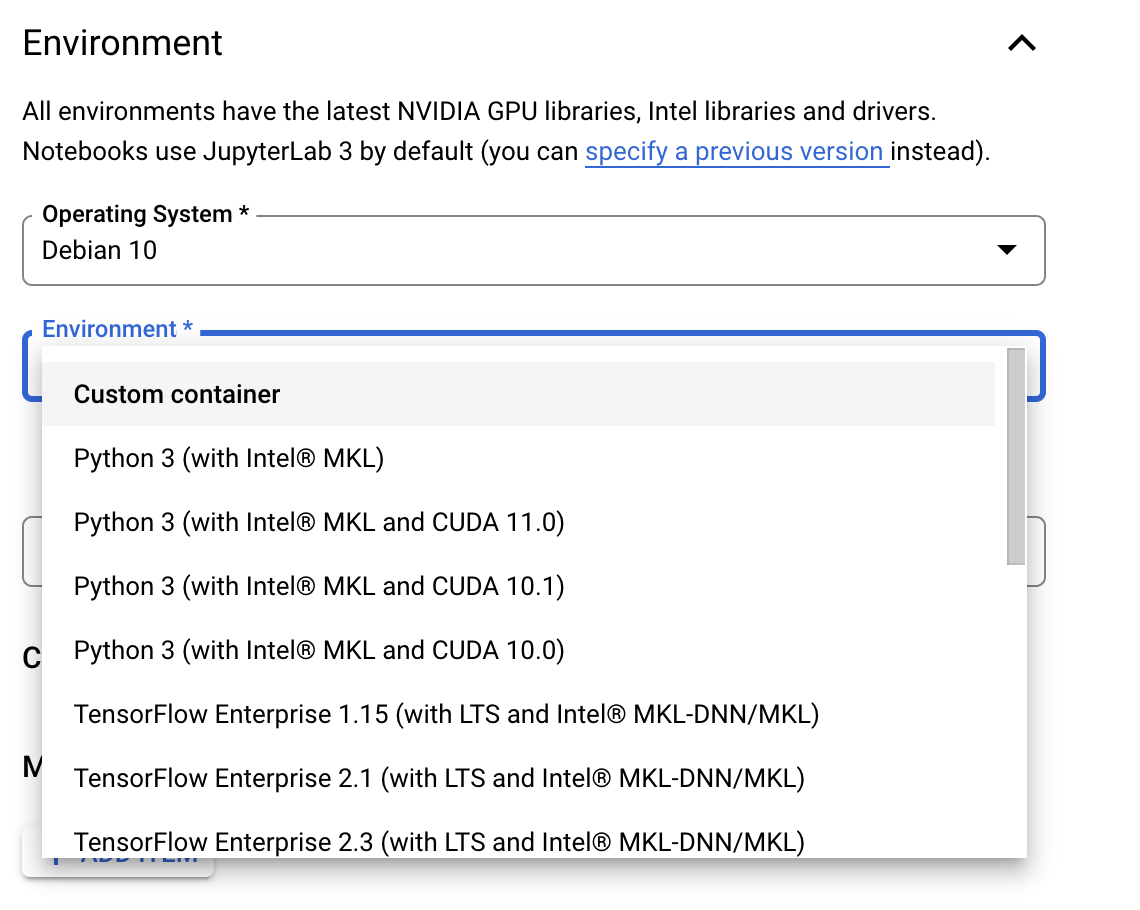 Environment
All environments have the latest NVIDIA GPU libraries, Intel libraries and drivers.
Notebooks use JupyterLab 3 by default (you can specify a previous version instead).
Operating System *
Debian 10
Environment *
Custom container
Python 3 (with Intel® MKL)
Python 3 (with Intel® MKL and CUDA 11.0)
Python 3 (with Intel® MKL and CUDA 10.1)
Python 3 (with Intel® MKL and CUDA 10.0)
C
TensorFlow Enterprise 1.15 (with LTS and Intel® MKL-DNN/MKL)
M
TensorFlow Enterprise 2.1 (with LTS and Intel® MKL-DNN/MKL)
TensorFlow Enterprise 2.3 (with LTS and Intel® MKL-DNN/MKL)
ADD ITEM